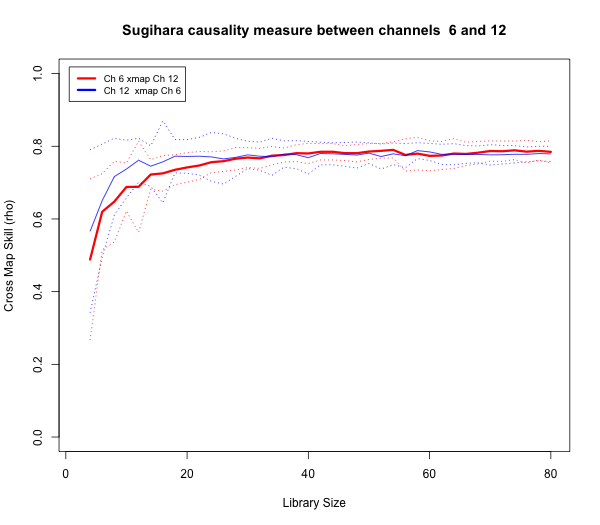 Sugihara causality measure between channels  6 and 12
Ch 6 xmap Ch 12
Ch 12  xmap Ch 6
Cross Map Skill (rho)
1.0
0.8
0.6
0.4
0.2
0.0
0 20 40 60 80
Library Size